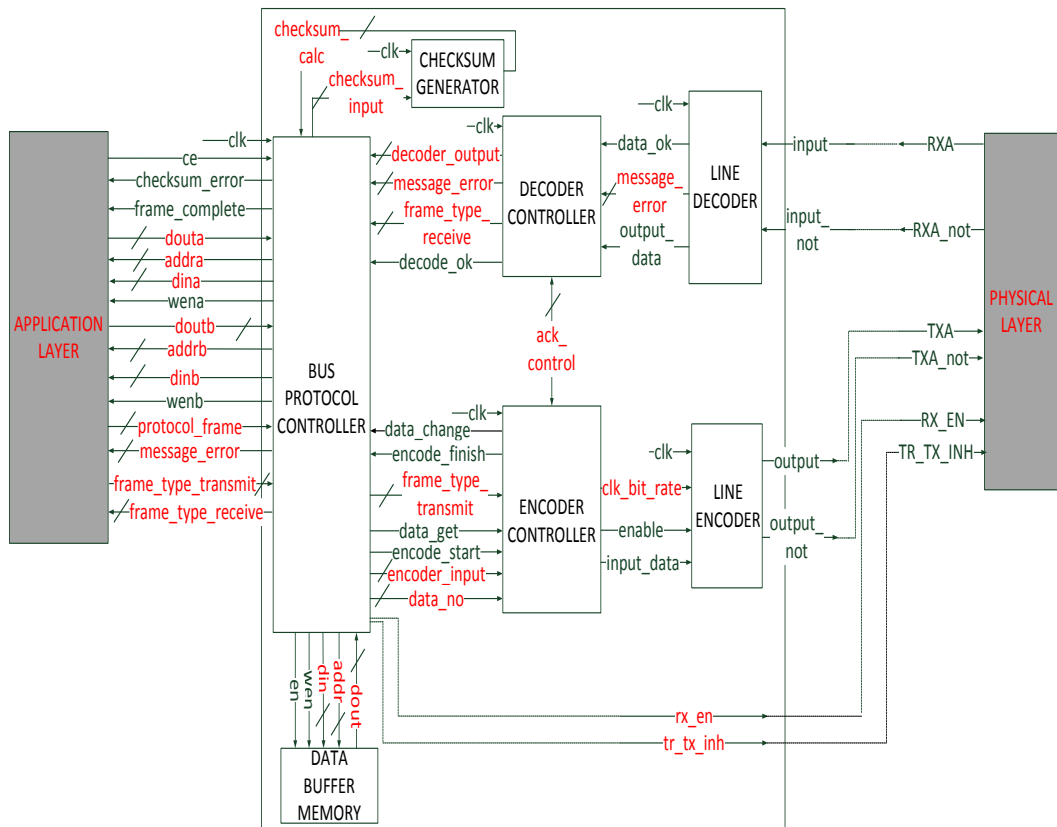 checksum_
calc
clk
CHECKSUM
GENERATOR
checksum_
input
APPLICATION
LAYER
clk
ce
checksum_error
frame_complete
douta
addra
dina
wena
doutb
addrb
dinb
wenb
protocol_frame
message_error
frame_type_transmit
frame_type_receive
BUS
PROTOCOL
CONTROLLER
decoder_output
message_error
frame_type_
receive
decode_ok
clk
DECODER
CONTROLLER
data_ok
message_
error
output_
data
clk
LINE
DECODER
input
input_
not
RXA
RXA_not
PHYSICAL
LAYER
ack_
control
data_change
encode_finish
frame_type_
transmit
data_get
encode_start
encoder_input
data_no
clk
ENCODER
CONTROLLER
clk_bit_rate
enable
input_data
clk
LINE
ENCODER
output
output_
not
TXA
TXA_not
RX_EN
TR_TX_INH
en
wen
din
addr
dout
DATA
BUFFER
MEMORY
rx_en
tr_tx_inh